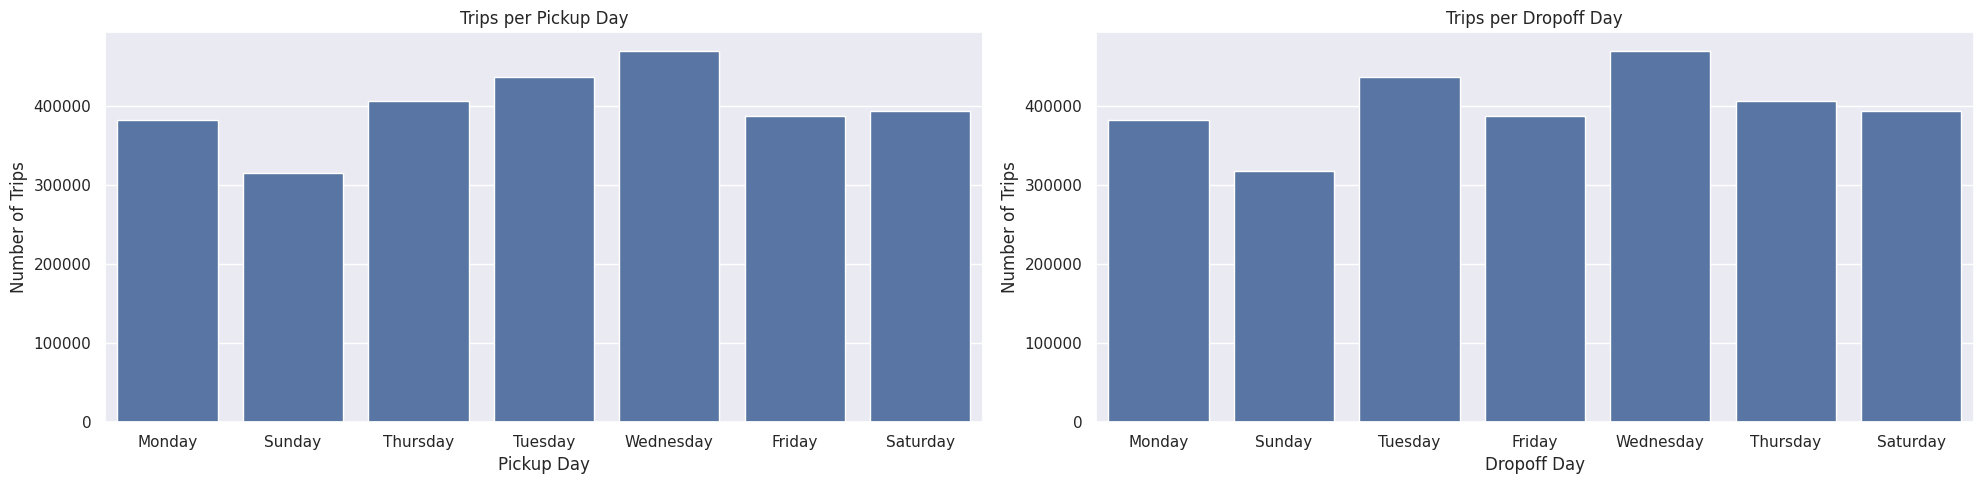 Trips per Pickup Day
Number of Trips
400000
300000
200000
100000
0
Monday Sunday Thursday Tuesday Wednesday Friday Saturday
Pickup Day
Trips per Dropoff Day
Number of Trips
400000
300000
200000
100000
0
Monday Sunday Tuesday Friday Wednesday Thursday Saturday
Dropoff Day